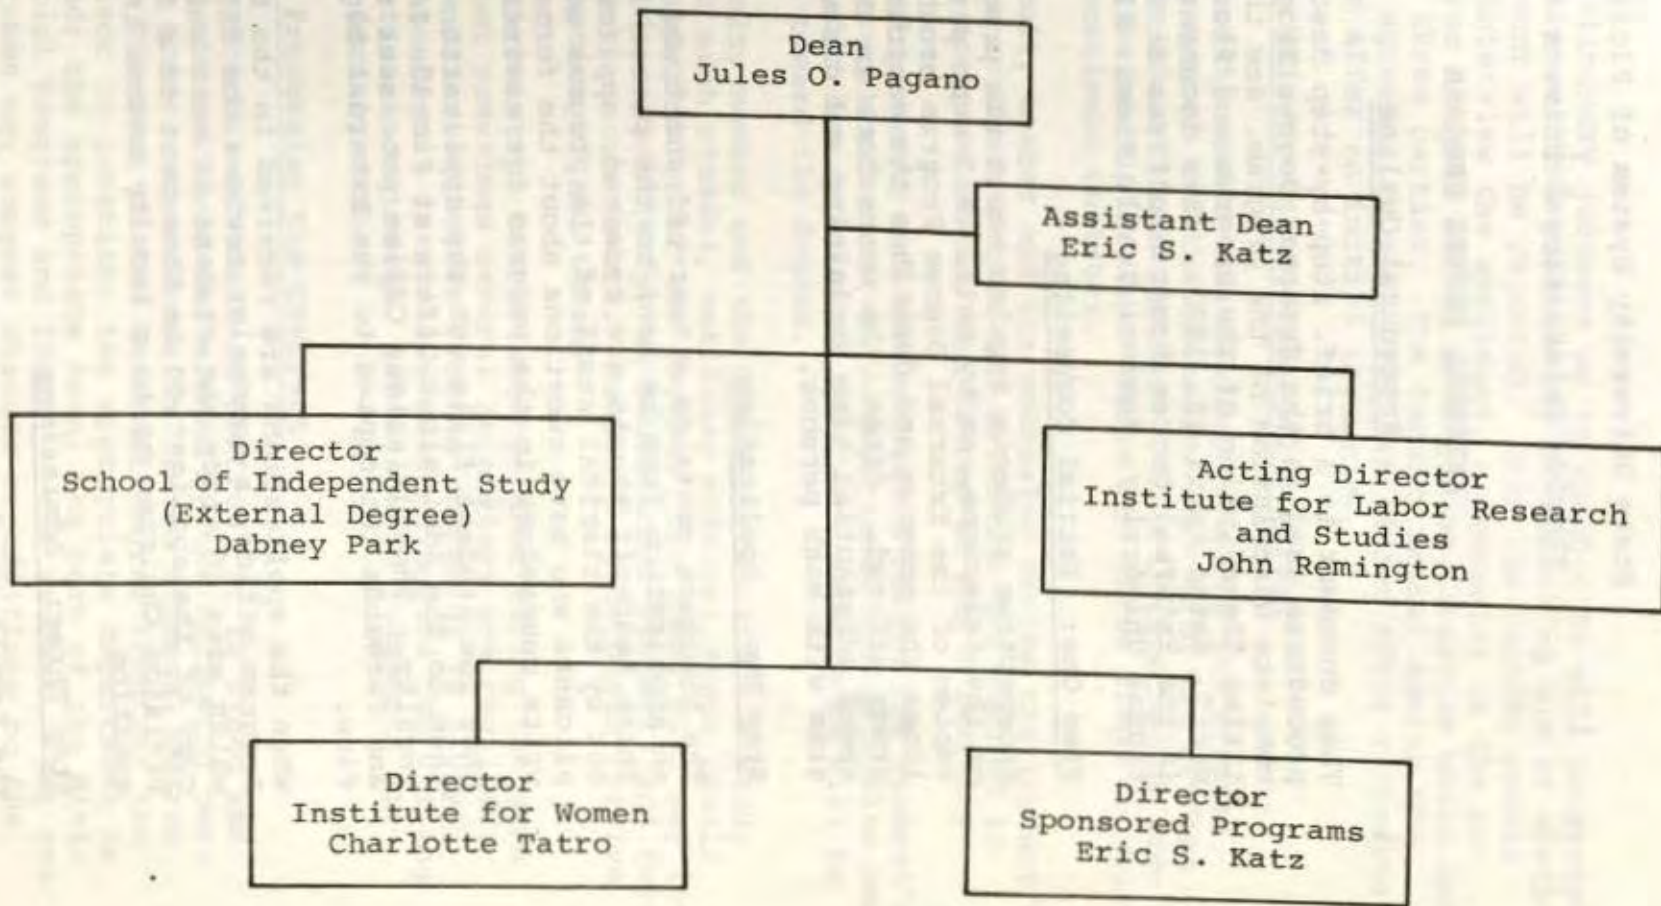 Dean
Jules O. Pagano
Assistant Dean
Eric S. Katz
Director
School of Independent Study
(External Degree)
Dabney Park
Acting Director
Institute for Labor Research
and Studies
John Remington
Director
Institute for Women
Charlotte Tatro
Director
Sponsored Programs
Eric S. Katz